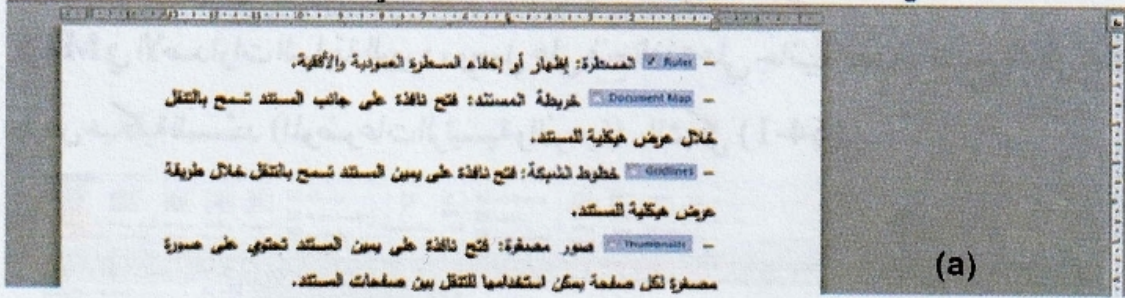 – Ruler المسطرة: إظهار أو إخفاء المسطرة العمودية والأفقية.
– Document Map خريطة المستند: فتح نافذة على جانب المستند تسمح بالتنقل
خلال عرض هيكلية للمستند.
– Gridlines خطوط الشبكة: فتح نافذة على يمين المستند تسمح بالتنقل خلال طريقة
عرض هيكلية للمستند.
– Thumbnails صور مصغرة: فتح نافذة على يمين المستند تحتوي على صورة
مصغرة لكل صفحة يمكن استخدامها للتنقل بين صفحات المستند.
(a)